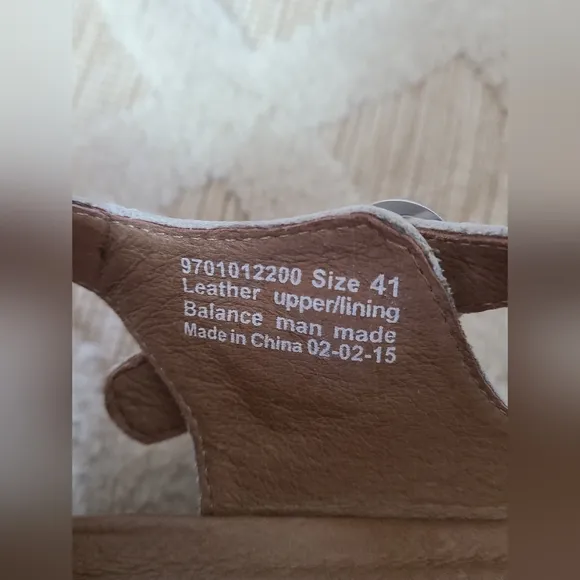 9701012200 Size 41
Leather upper/lining
Balance man made
Made in China 02-02-15